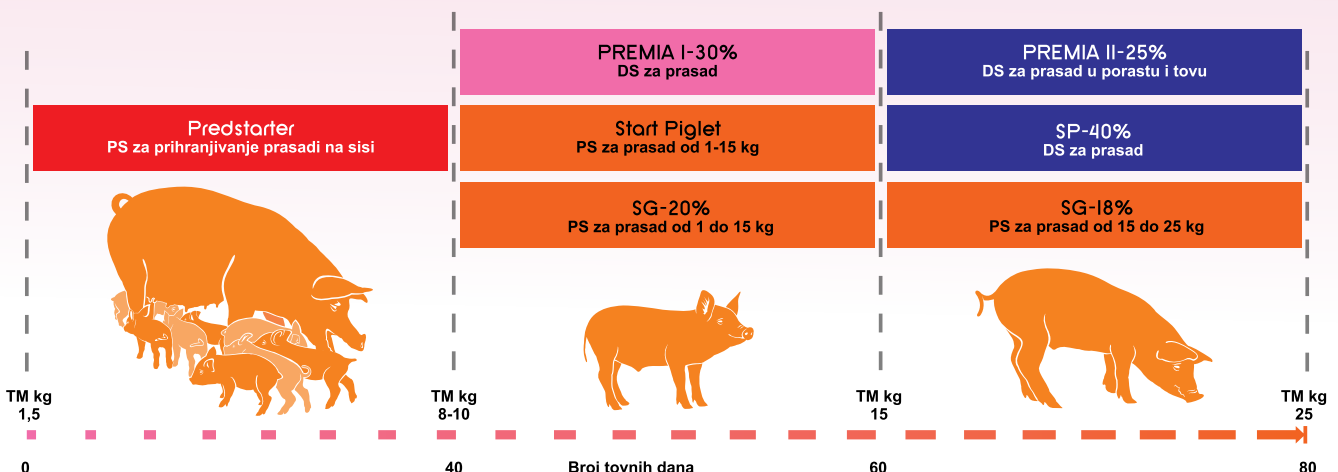 Predstarter
PS za prihranjivanje prasadi na sisi
PREMIA I-30%
DS za prasad
Start Piglet
PS za prasad od 1-15 kg
SG-20%
PS za prasad od 1 do 15 kg
PREMIA II-25%
DS za prasad u porastu i tovu
SP-40%
DS za prasad
SG-18%
PS za prasad od 15 do 25 kg
TM kg
1,5
TM kg
8-10
TM kg
15
TM kg
25
0
40
Broj tovnih dana
60
80